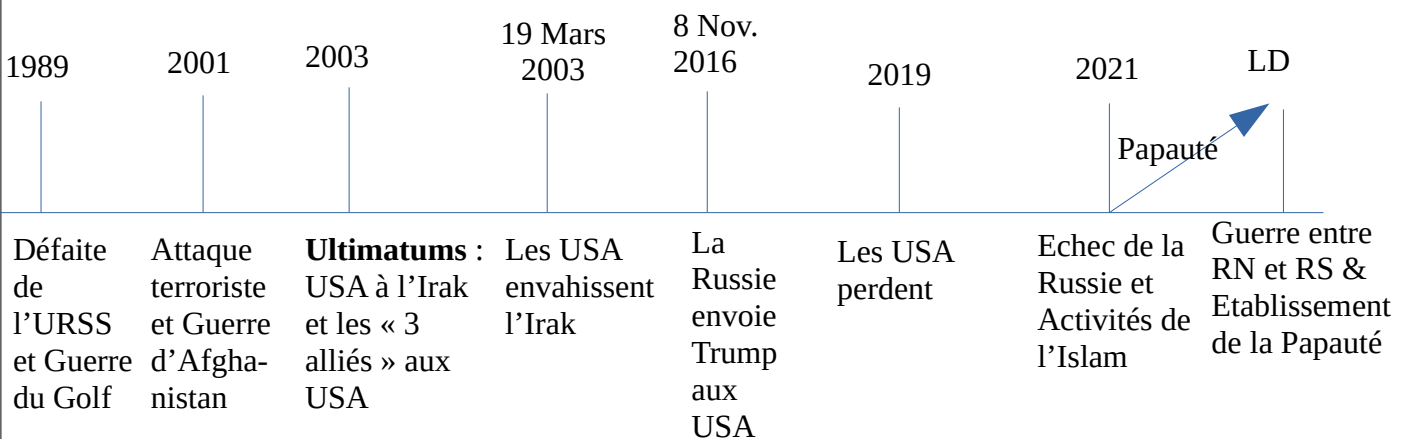 1989
2001
2003
19 Mars
2003
8 Nov.
2016
2019
2021
LD
Papauté
Défaite
de
l’URSS
et Guerre
du Golf
Attaque
terroriste
et Guerre
d’Afgha-
nistan
Ultimatums :
USA à l’Irak
et les « 3
alliés » aux
USA
Les USA
envahissent
l’Irak
La
Russie
envoie
Trump
aux
USA
Les USA
perdent
Echec de la
Russie et
Activités de
l’Islam
Guerre entre
RN et RS &
Etablissement
de la Papauté